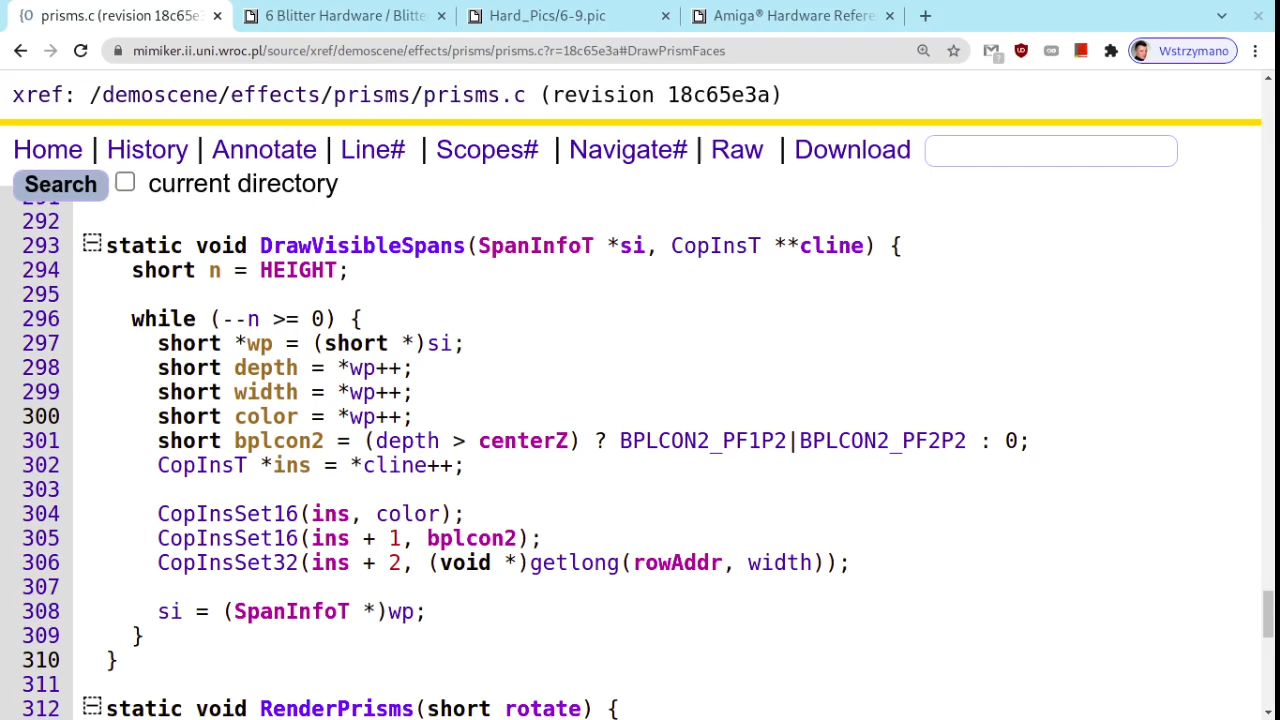 prisms.c (revision 18c65e3
6 Blitter Hardware / Blitte
Hard_Pics/6-9.pic
Amiga® Hardware Refere
mimiker.ii.uni.wroc.pl/source/xref/demoscene/effects/prisms/prisms.c?r=18c65e3a#DrawPrismFaces
Wstrzymano
xref: /demoscene/effects/prisms/prisms.c (revision 18c65e3a)
Home | History | Annotate | Line# | Scopes# | Navigate# | Raw | Download
Search current directory
291
292
293 static void DrawVisibleSpans(SpanInfoT *si, CopInsT **cline) {
294 short n = HEIGHT;
295
296 while (--n >= 0) {
297 short *wp = (short *)si;
298 short depth = *wp++;
299 short width = *wp++;
300 short color = *wp++;
301 short bplcon2 = (depth > centerZ) ? BPLCON2_PF1P2|BPLCON2_PF2P2 : 0;
302 CopInsT *ins = *cline++;
303
304 CopInsSet16(ins, color);
305 CopInsSet16(ins + 1, bplcon2);
306 CopInsSet32(ins + 2, (void *)getlong(rowAddr, width));
307
308 si = (SpanInfoT *)wp;
309 }
310 }
311
312 static void RenderPrisms(short rotate) {